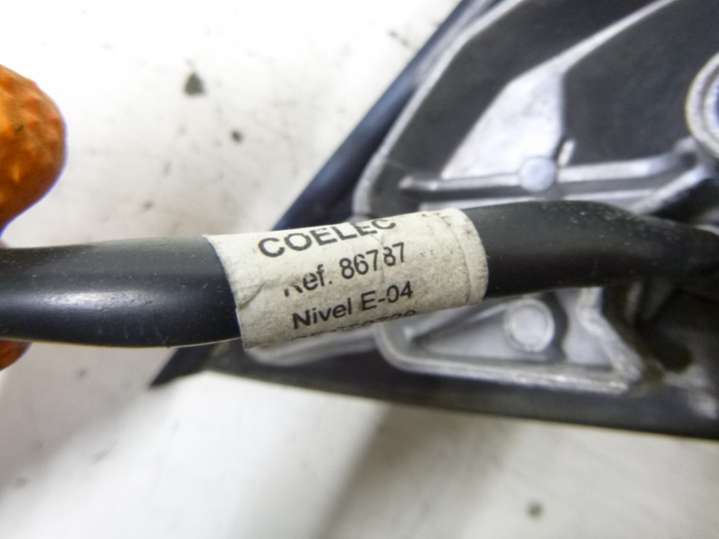 COELEC
Ref. 86787
Nivel E-04